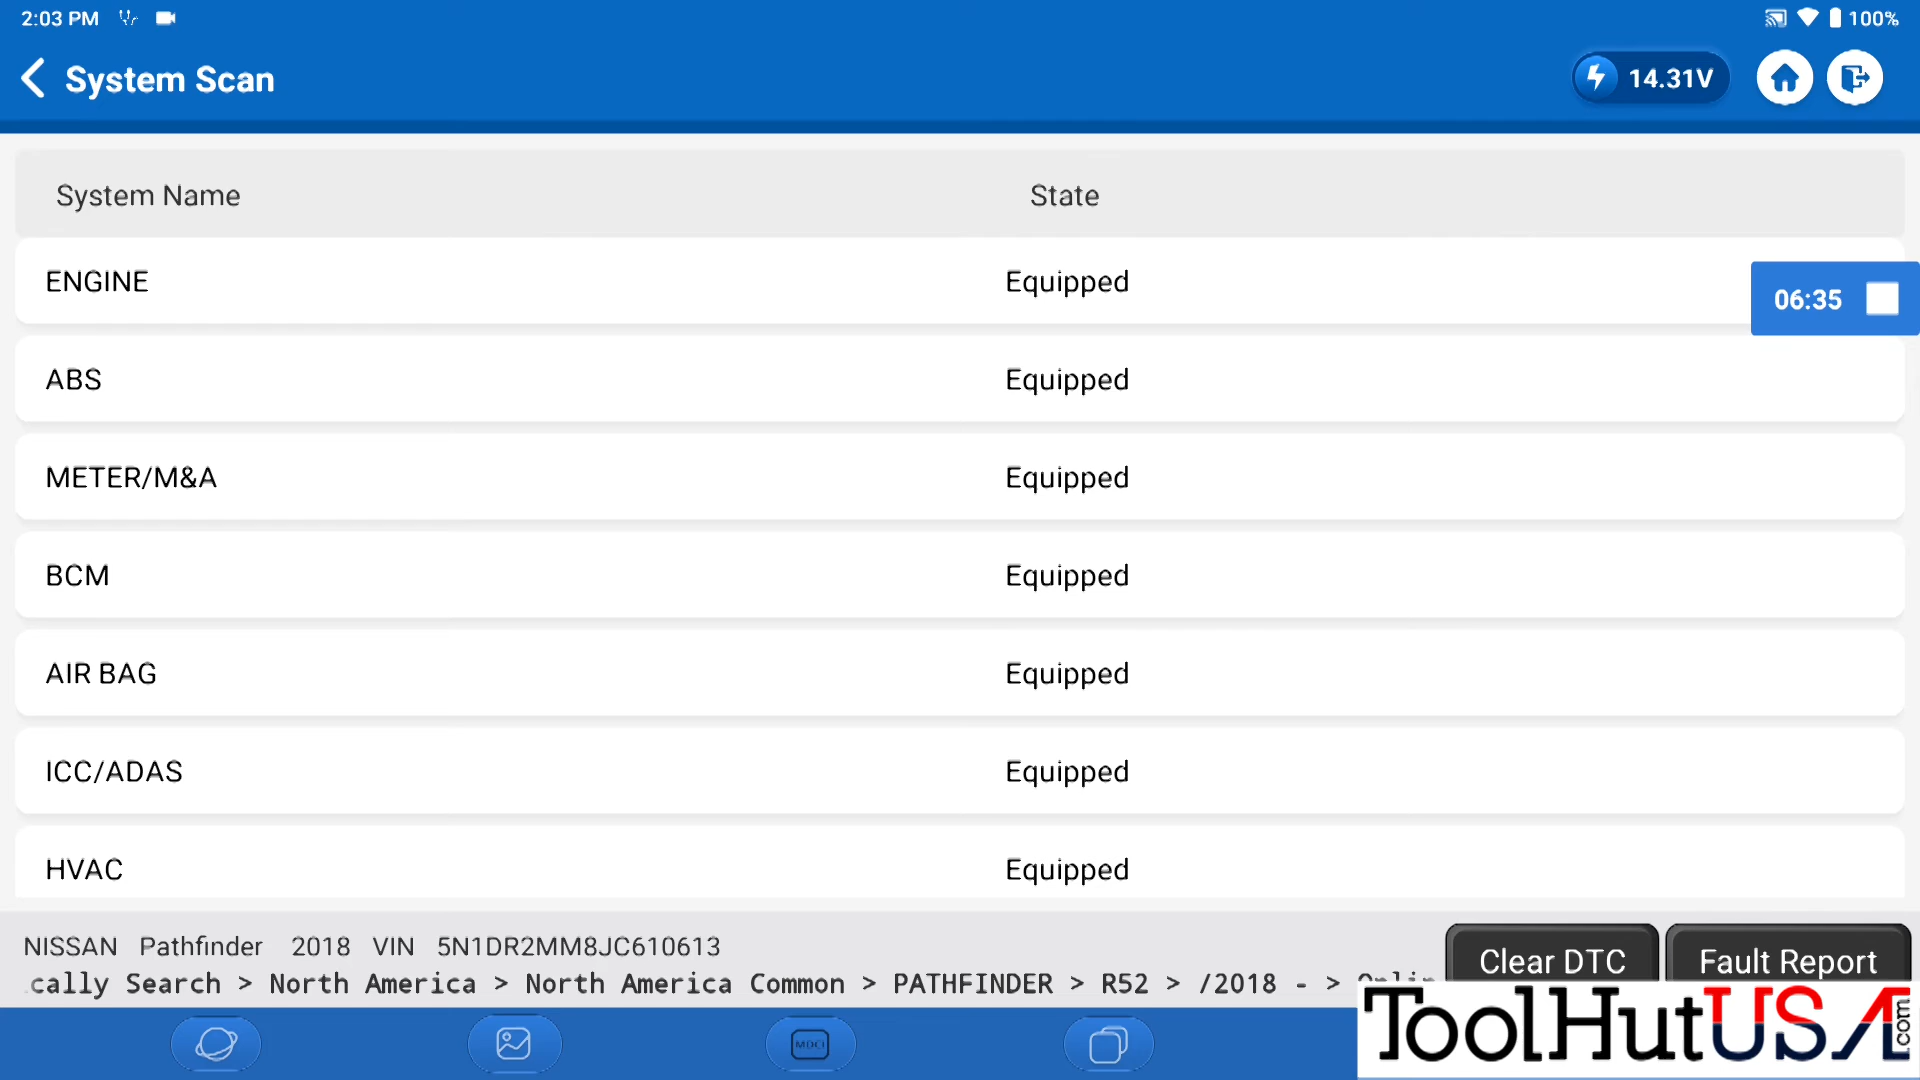 2:03 PM 100%
System Scan 14.31V
System Name State
ENGINE Equipped
06:35
ABS Equipped
METER/M&A Equipped
BCM Equipped
AIR BAG Equipped
ICC/ADAS Equipped
HVAC Equipped
NISSAN Pathfinder 2018 VIN 5N1DR2MM8JC610613
cally Search > North America > North America Common > PATHFINDER > R52 > /2018 - >
Clear DTC Fault Report
MDCI
ToolHutUSA.com